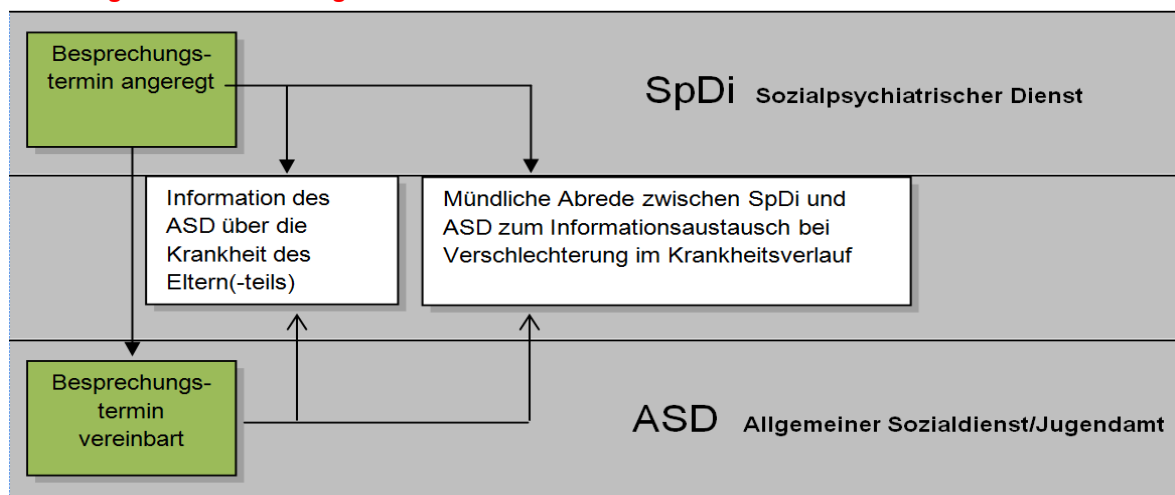 Besprechungs-
termin angeregt
SpDi Sozialpsychiatrischer Dienst
Information des
ASD über die
Krankheit des
Eltern(-teils)
Mündliche Abrede zwischen SpDi und
ASD zum Informationsaustausch bei
Verschlechterung im Krankheitsverlauf
Besprechungs-
termin
vereinbart
ASD Allgemeiner Sozialdienst/Jugendamt